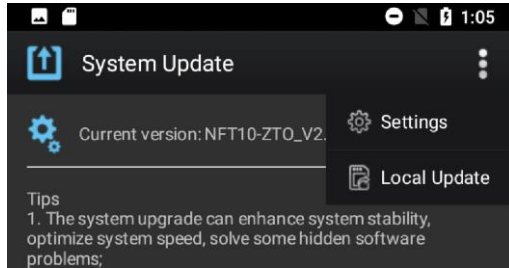 1:05
System Update
Settings
Current version: NFT10-ZTO_V2.
Local Update
Tips
1. The system upgrade can enhance system stability,
optimize system speed, solve some hidden software
problems;